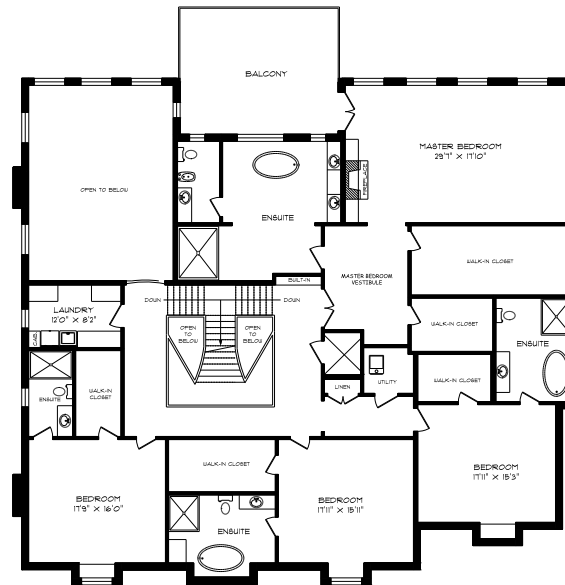 BALCONY
MASTER BEDROOM
29'7" X 17'10"
FIREPLACE
OPEN TO BELOW
ENSUITE
WALK-IN CLOSET
MASTER BEDROOM
VESTIBULE
BUILT-IN
DOWN
DOWN
LAUNDRY
12'0" X 8'2"
CAB.
OPEN
TO
BELOW
OPEN
TO
BELOW
WALK-IN CLOSET
ENSUITE
UTILITY
LINEN
WALK-IN CLOSET
ENSUITE
WALK-IN
CLOSET
WALK-IN CLOSET
BEDROOM
17'11" X 15'3"
BEDROOM
17'9" X 16'0"
BEDROOM
17'11" X 15'11"
ENSUITE